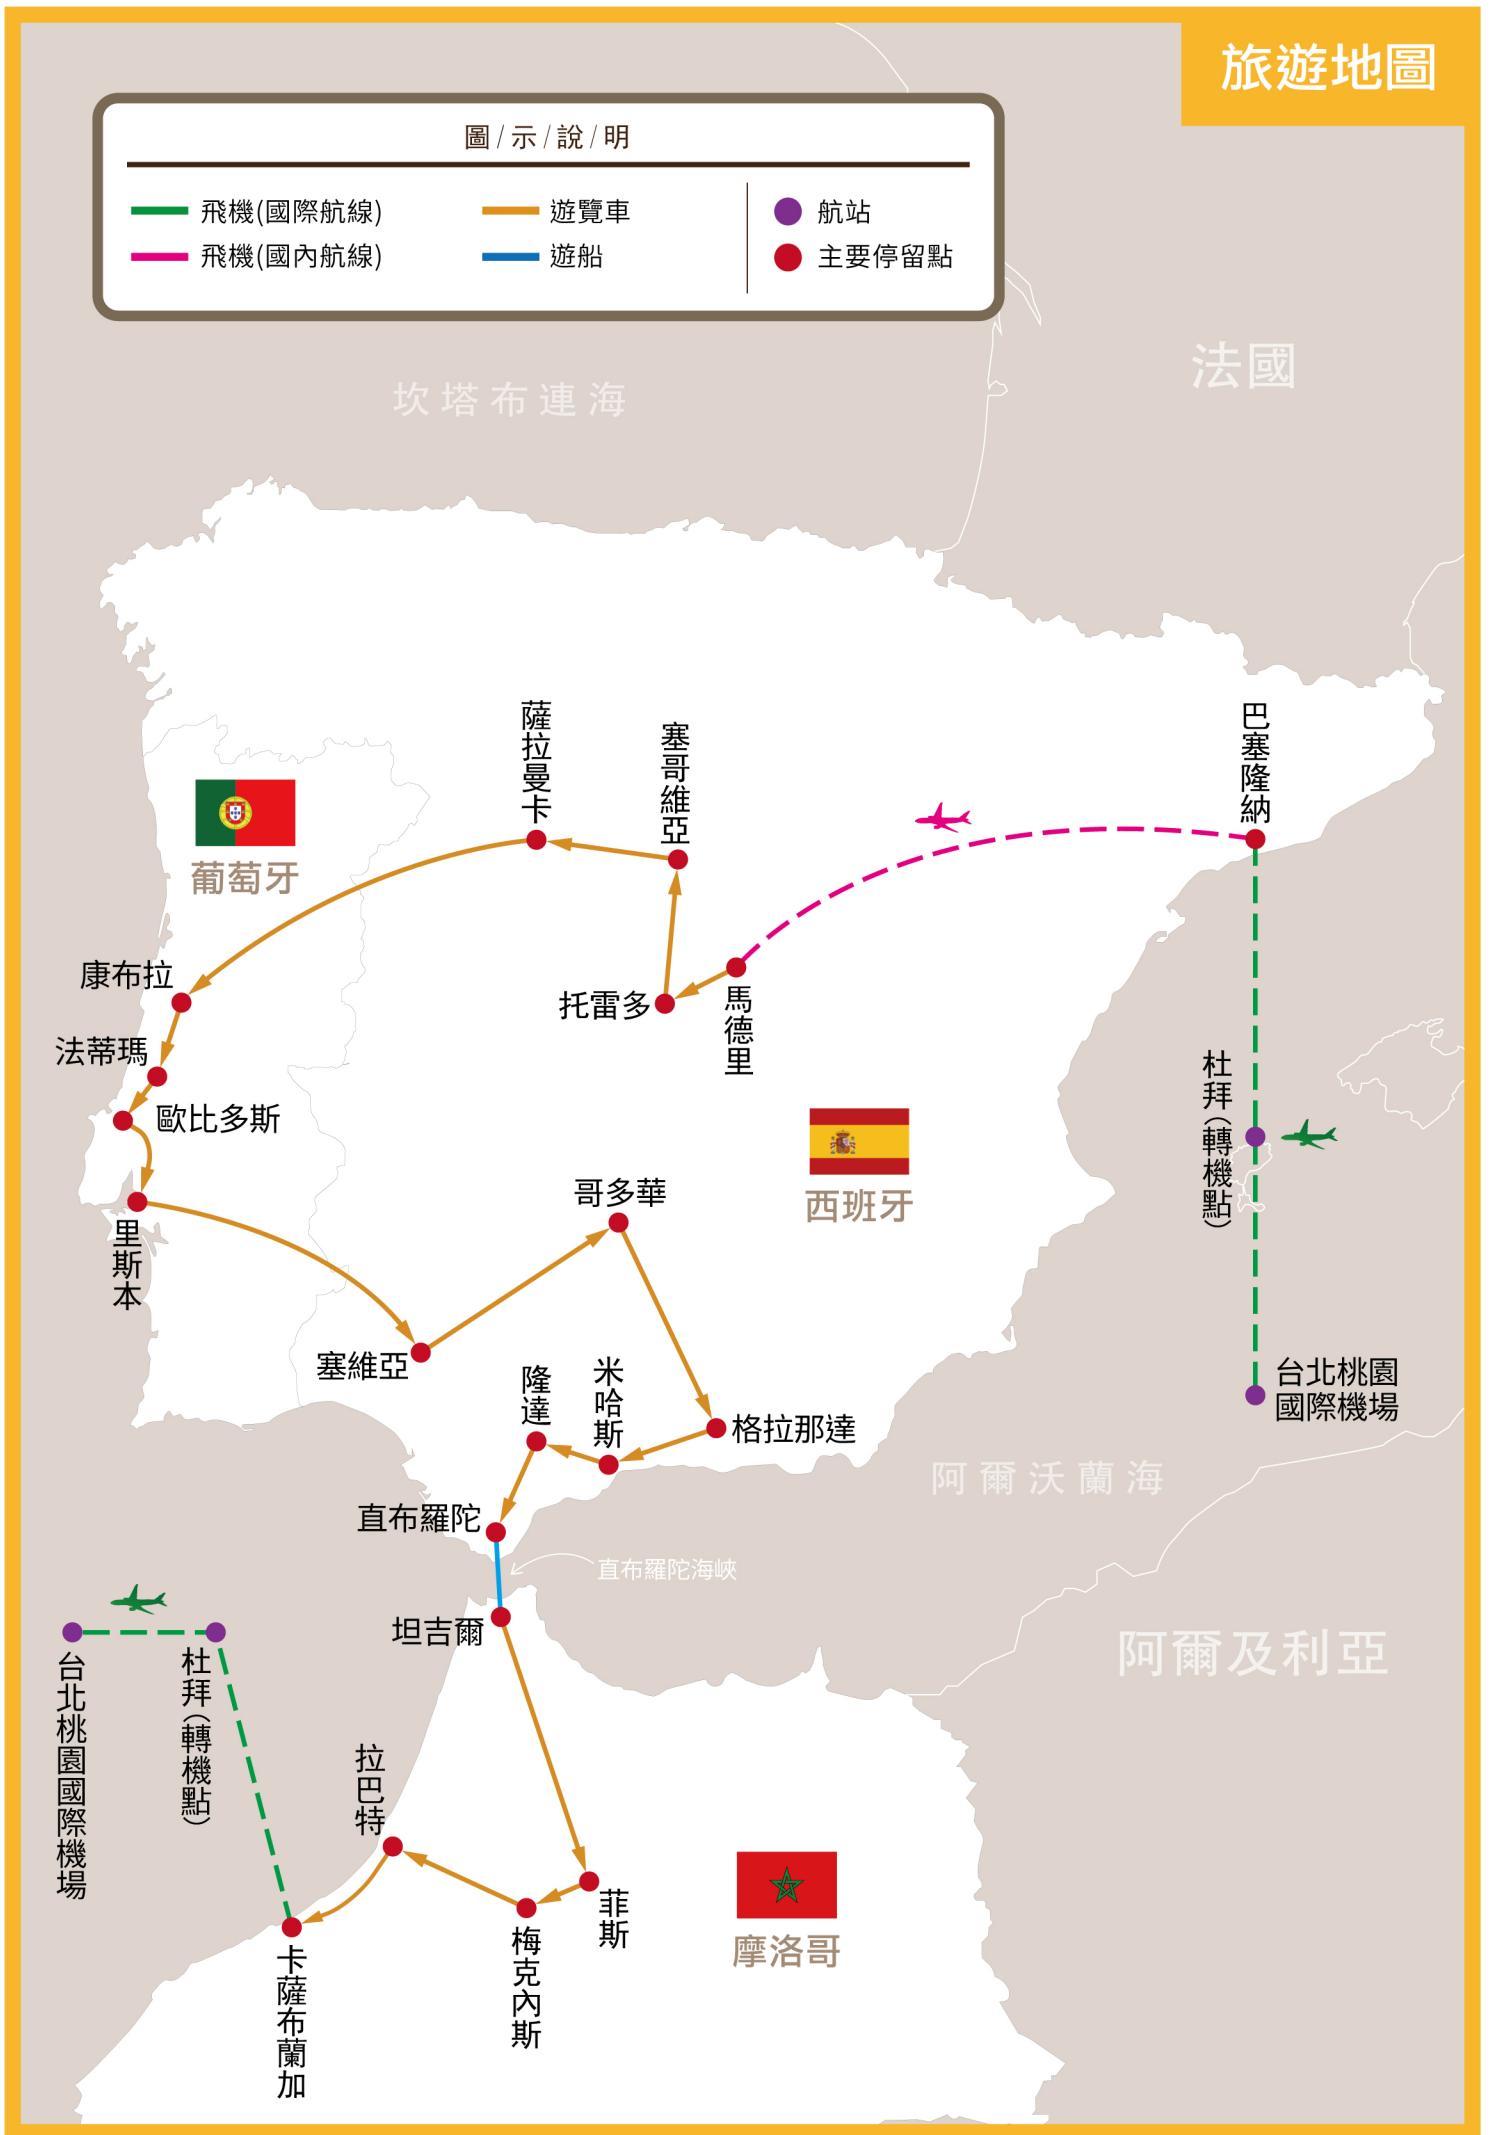 旅遊地圖
圖/示/說/明
飛機(國際航線)
飛機(國內航線)
遊覽車
遊船
航站
主要停留點
法國
坎塔布連海
薩拉曼卡
塞哥維亞
巴塞隆納
葡萄牙
康布拉
托雷多
馬德里
法蒂瑪
歐比多斯
杜拜(轉機點)
西班牙
哥多華
里斯本
塞維亞
隆達
米哈斯
格拉那達
台北桃園
國際機場
阿爾沃蘭海
直布羅陀
直布羅陀海峽
坦吉爾
阿爾及利亞
台北桃園國際機場
杜拜(轉機點)
拉巴特
菲斯
梅克內斯
摩洛哥
卡薩布蘭加